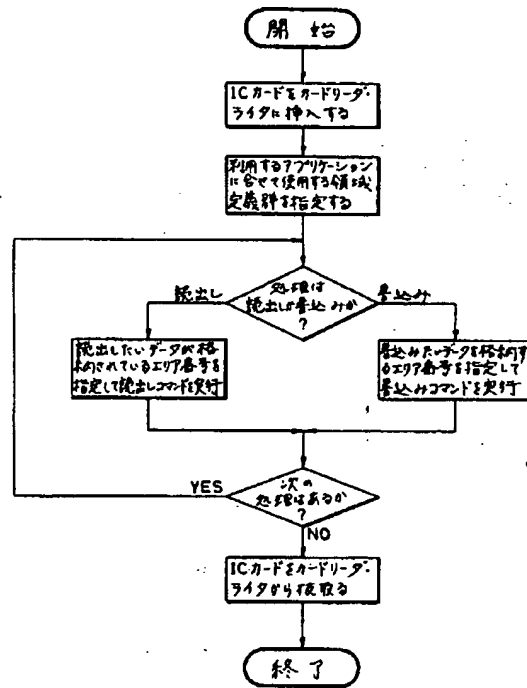 開始
ICカードをカードリーダ・
ライタに挿入する
利用するアプリケーション
に合せて使用する領域
定義群を指定する
処理は
読出しか書込みか
?
読出し
書込み
読出したいデータが格
納されているエリア番号を
指定して読出しコマンドを実行
書込みたいデータを格納す
るエリア番号を指定して
書込みコマンドを実行
次の
処理はあるか
?
YES
NO
ICカードをカードリーダ・
ライタから抜取る
終了